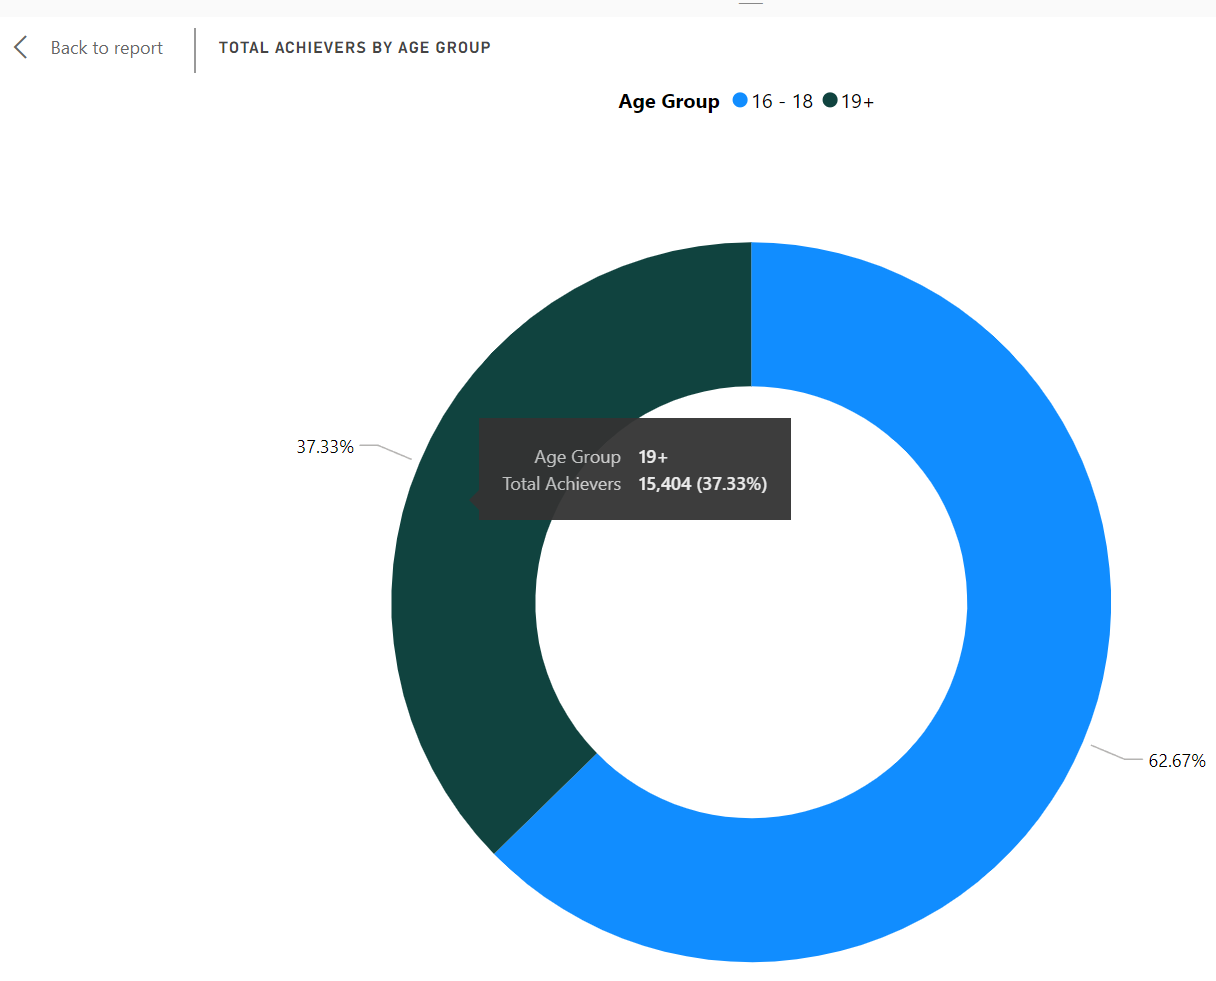 Back to report
TOTAL ACHIEVERS BY AGE GROUP
Age Group 16 - 18 19+
37.33%
Age Group 19+
Total Achievers 15,404 (37.33%)
62.67%